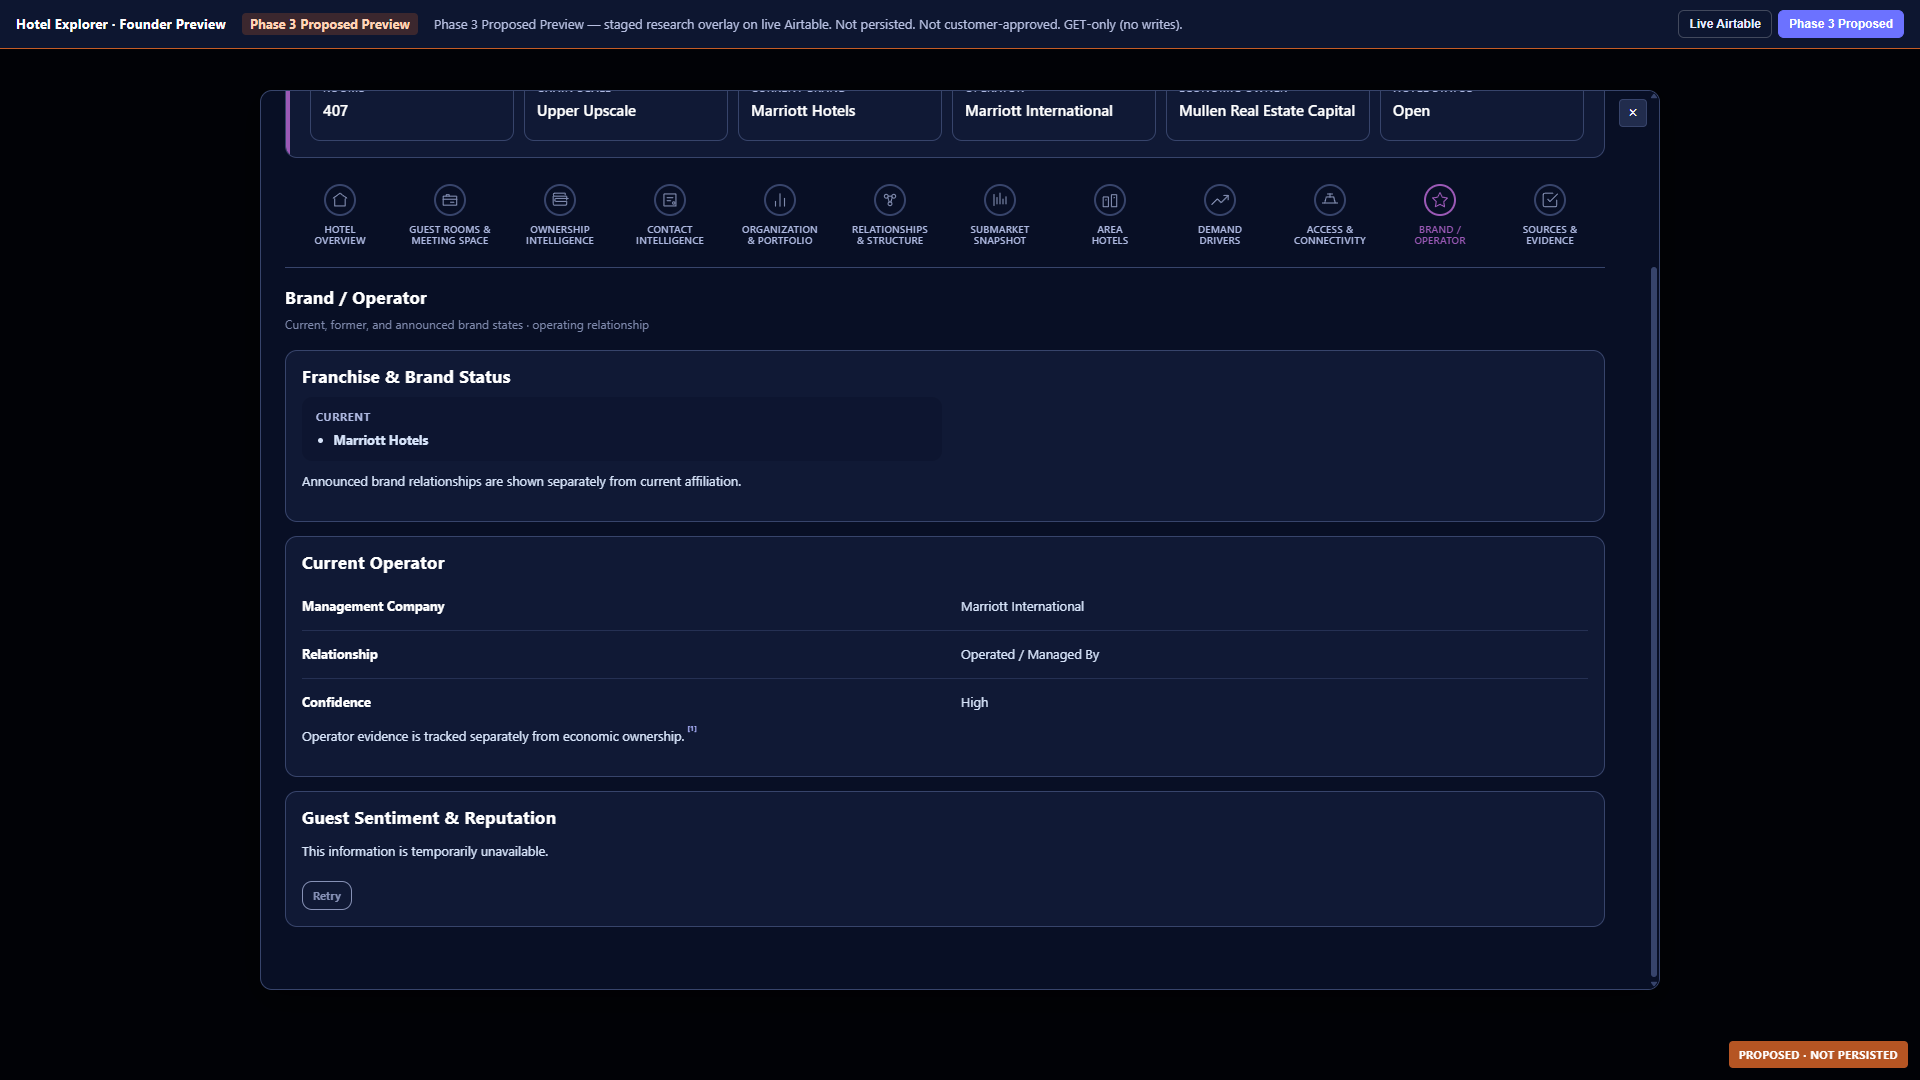 Hotel Explorer · Founder Preview
Phase 3 Proposed Preview
Phase 3 Proposed Preview — staged research overlay on live Airtable. Not persisted. Not customer-approved. GET-only (no writes).
Live Airtable
Phase 3 Proposed
407
Upper Upscale
Marriott Hotels
Marriott International
Mullen Real Estate Capital
Open
×
HOTEL
OVERVIEW
GUEST ROOMS &
MEETING SPACE
OWNERSHIP
INTELLIGENCE
CONTACT
INTELLIGENCE
ORGANIZATION
& PORTFOLIO
RELATIONSHIPS
& STRUCTURE
SUBMARKET
SNAPSHOT
AREA
HOTELS
DEMAND
DRIVERS
ACCESS &
CONNECTIVITY
BRAND /
OPERATOR
SOURCES &
EVIDENCE
Brand / Operator
Current, former, and announced brand states · operating relationship
Franchise & Brand Status
CURRENT
• Marriott Hotels
Announced brand relationships are shown separately from current affiliation.
Current Operator
Management Company
Marriott International
Relationship
Operated / Managed By
Confidence
High
Operator evidence is tracked separately from economic ownership. [1]
Guest Sentiment & Reputation
This information is temporarily unavailable.
Retry
PROPOSED · NOT PERSISTED